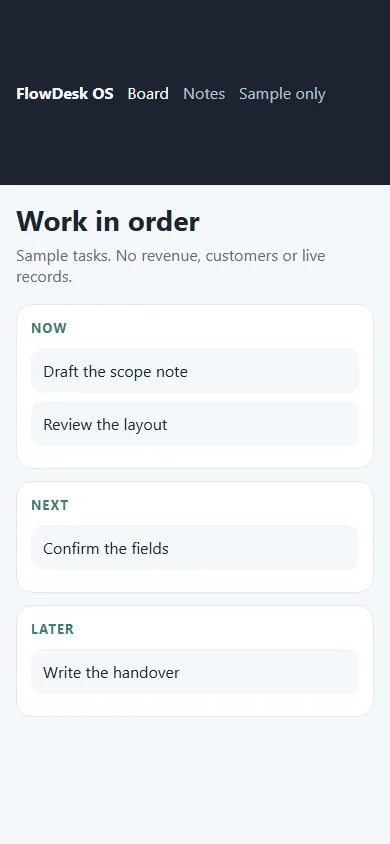 FlowDesk OS Board Notes Sample only
Work in order
Sample tasks. No revenue, customers or live
records.
NOW
Draft the scope note
Review the layout
NEXT
Confirm the fields
LATER
Write the handover